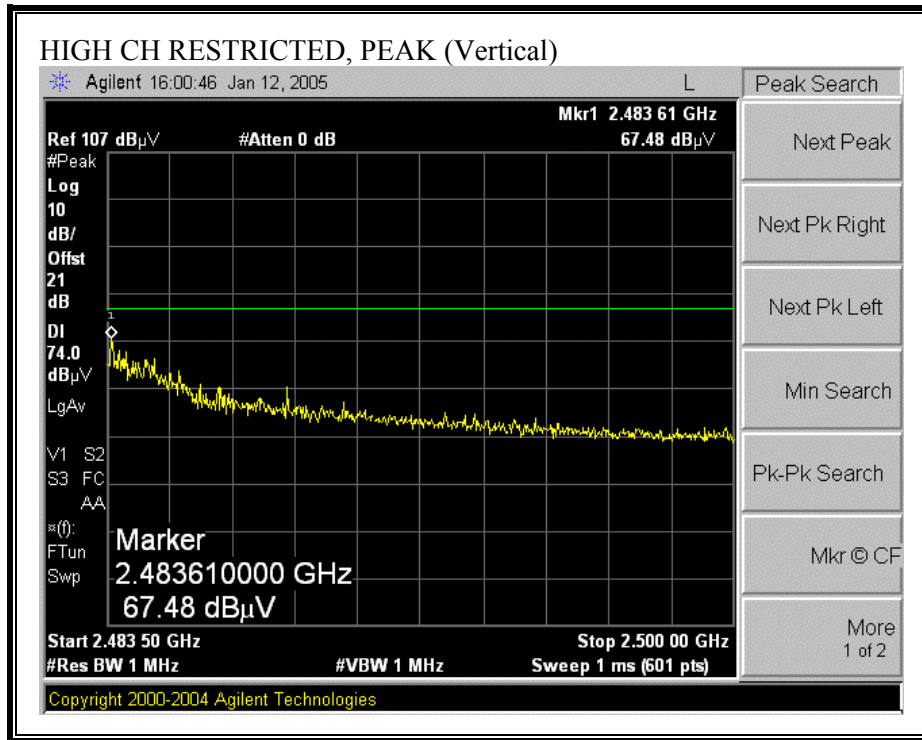 HIGH CH RESTRICTED, PEAK (Vertical)
Agilent 16:00:46 Jan 12, 2005 L
Peak Search
Mkr1 2.483 61 GHz
Ref 107 dBµV #Atten 0 dB 67.48 dBµV
#Peak
Log
10
dB/
Offst
21
dB
DI
74.0
dBµV
LgAv
V1 S2
S3 FC
AA
¤(f):
FTun
Swp
1
Marker
2.483610000 GHz
67.48 dBµV
Start 2.483 50 GHz Stop 2.500 00 GHz
#Res BW 1 MHz #VBW 1 MHz Sweep 1 ms (601 pts)
Next Peak
Next Pk Right
Next Pk Left
Min Search
Pk-Pk Search
Mkr © CF
More
1 of 2
Copyright 2000-2004 Agilent Technologies